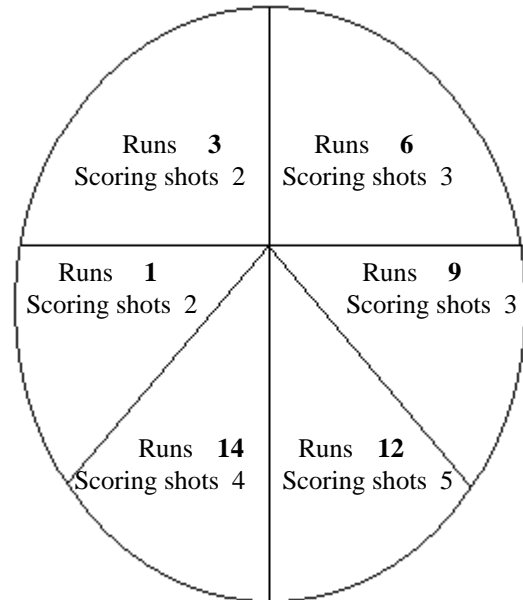 Runs 3
Scoring shots 2
Runs 6
Scoring shots 3
Runs 1
Scoring shots 2
Runs 9
Scoring shots 3
Runs 14
Scoring shots 4
Runs 12
Scoring shots 5